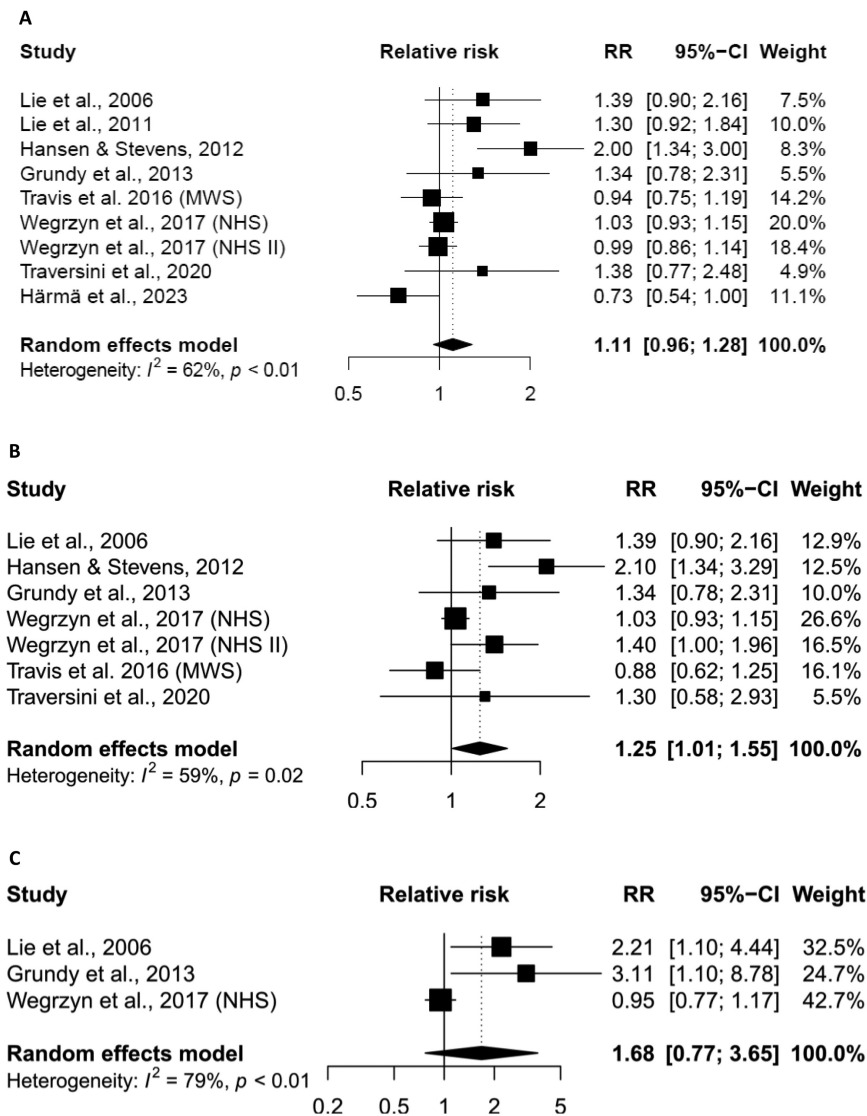 A
Study Relative risk RR 95%−CI Weight
Lie et al., 2006 1.39 [0.90; 2.16] 7.5%
Lie et al., 2011 1.30 [0.92; 1.84] 10.0%
Hansen & Stevens, 2012 2.00 [1.34; 3.00] 8.3%
Grundy et al., 2013 1.34 [0.78; 2.31] 5.5%
Travis et al. 2016 (MWS) 0.94 [0.75; 1.19] 14.2%
Wegrzyn et al., 2017 (NHS) 1.03 [0.93; 1.15] 20.0%
Wegrzyn et al., 2017 (NHS II) 0.99 [0.86; 1.14] 18.4%
Traversini et al., 2020 1.38 [0.77; 2.48] 4.9%
Härmä et al., 2023 0.73 [0.54; 1.00] 11.1%
Random effects model 1.11 [0.96; 1.28] 100.0%
Heterogeneity: I² = 62%, p < 0.01
0.5 1 2
B
Study Relative risk RR 95%−CI Weight
Lie et al., 2006 1.39 [0.90; 2.16] 12.9%
Hansen & Stevens, 2012 2.10 [1.34; 3.29] 12.5%
Grundy et al., 2013 1.34 [0.78; 2.31] 10.0%
Wegrzyn et al., 2017 (NHS) 1.03 [0.93; 1.15] 26.6%
Wegrzyn et al., 2017 (NHS II) 1.40 [1.00; 1.96] 16.5%
Travis et al. 2016 (MWS) 0.88 [0.62; 1.25] 16.1%
Traversini et al., 2020 1.30 [0.58; 2.93] 5.5%
Random effects model 1.25 [1.01; 1.55] 100.0%
Heterogeneity: I² = 59%, p = 0.02
0.5 1 2
C
Study Relative risk RR 95%−CI Weight
Lie et al., 2006 2.21 [1.10; 4.44] 32.5%
Grundy et al., 2013 3.11 [1.10; 8.78] 24.7%
Wegrzyn et al., 2017 (NHS) 0.95 [0.77; 1.17] 42.7%
Random effects model 1.68 [0.77; 3.65] 100.0%
Heterogeneity: I² = 79%, p < 0.01
0.2 0.5 1 2 5